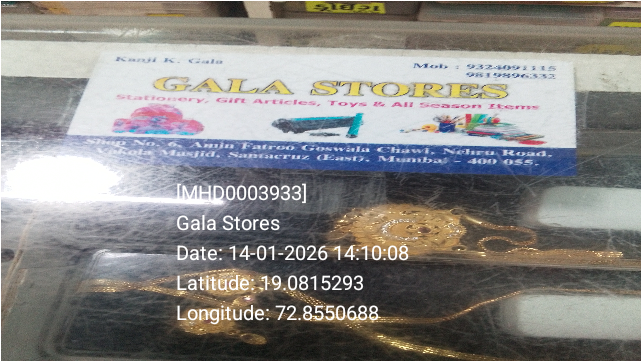 Kanji K. Gala
Mob : 9324091115
9819896332
GALA STORES
Stationery, Gift Articles, Toys & All Season Items
Shop No. 6, Amin Fatroo Goswala Chawl, Nehru Road,
Vakola Masjid, Santacruz (East), Mumbai - 400 055.
[MHD0003933]
Gala Stores
Date: 14-01-2026 14:10:08
Latitude: 19.0815293
Longitude: 72.8550688